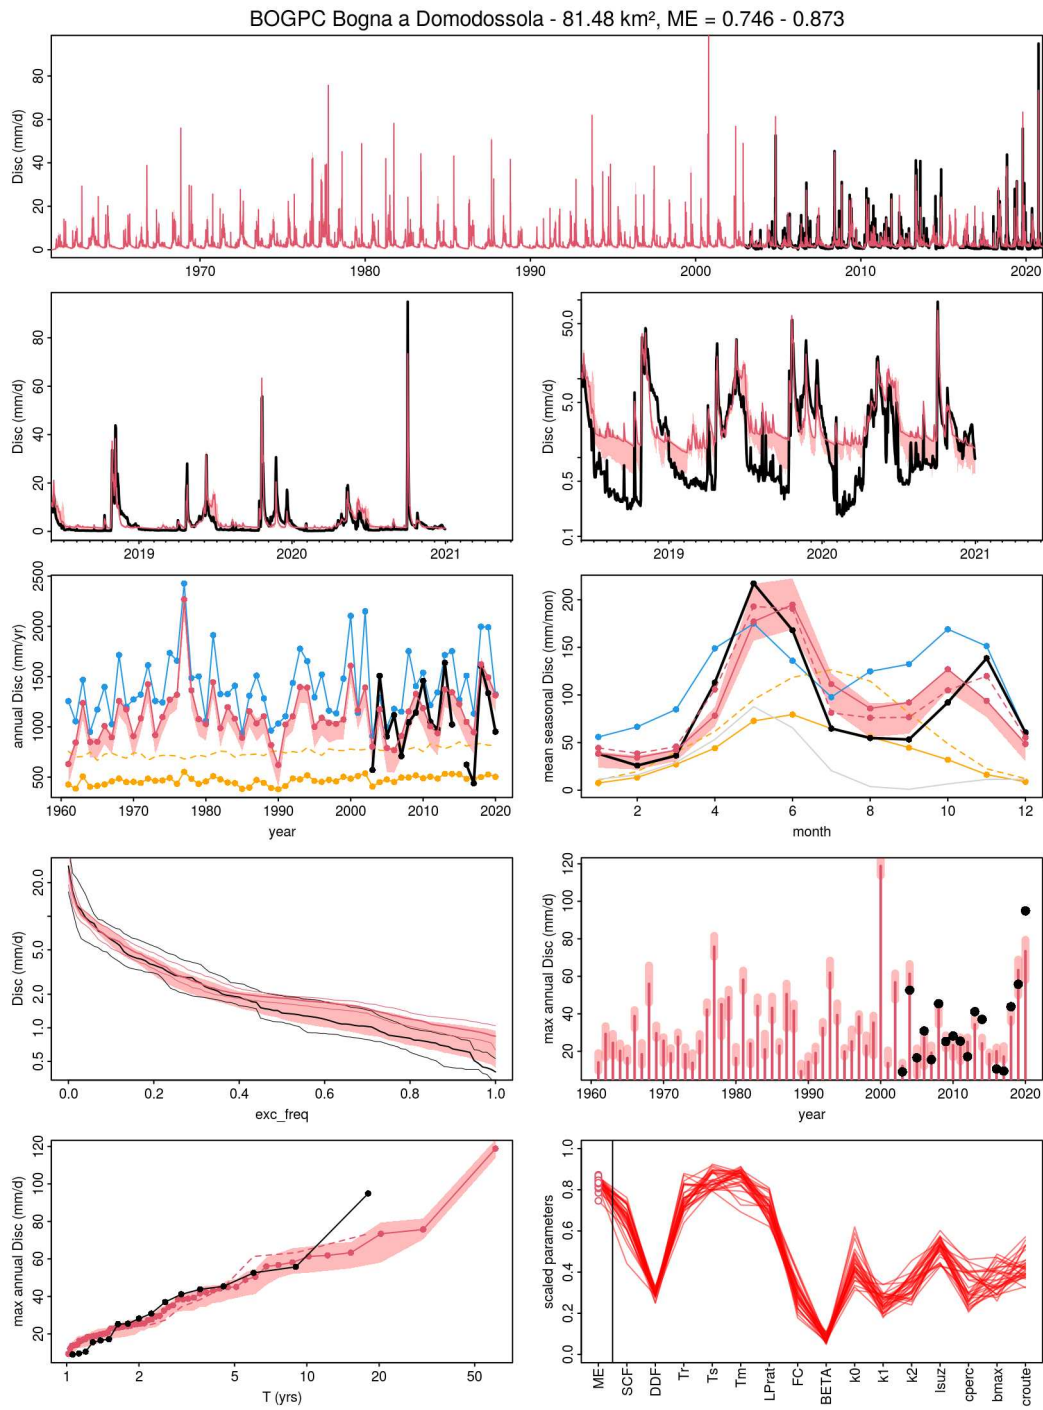 BOGPC Bogna a Domodossola - 81.48 km², ME = 0.746 - 0.873
Disc (mm/d)
0 20 40 60 80
1970 1980 1990 2000 2010 2020
Disc (mm/d)
0 20 40 60 80
2019 2020 2021
Disc (mm/d)
0.1 0.5 5.0 50.0
2019 2020 2021
annual Disc (mm/yr)
500 1000 1500 2000 2500
1960 1970 1980 1990 2000 2010 2020
year
mean seasonal Disc (mm/mon)
0 50 100 150 200
2 4 6 8 10 12
month
Disc (mm/d)
0.5 1.0 2.0 5.0 20.0
0.0 0.2 0.4 0.6 0.8 1.0
exc_freq
max annual Disc (mm/d)
20 40 60 80 100 120
1960 1970 1980 1990 2000 2010 2020
year
max annual Disc (mm/d)
20 40 60 80 100 120
1 2 5 10 20 50
T (yrs)
scaled parameters
0.0 0.2 0.4 0.6 0.8 1.0
ME SCF DDF Tr Ts Tm LPrat FC BETA k0 k1 k2 lsuz cperc bmax croute